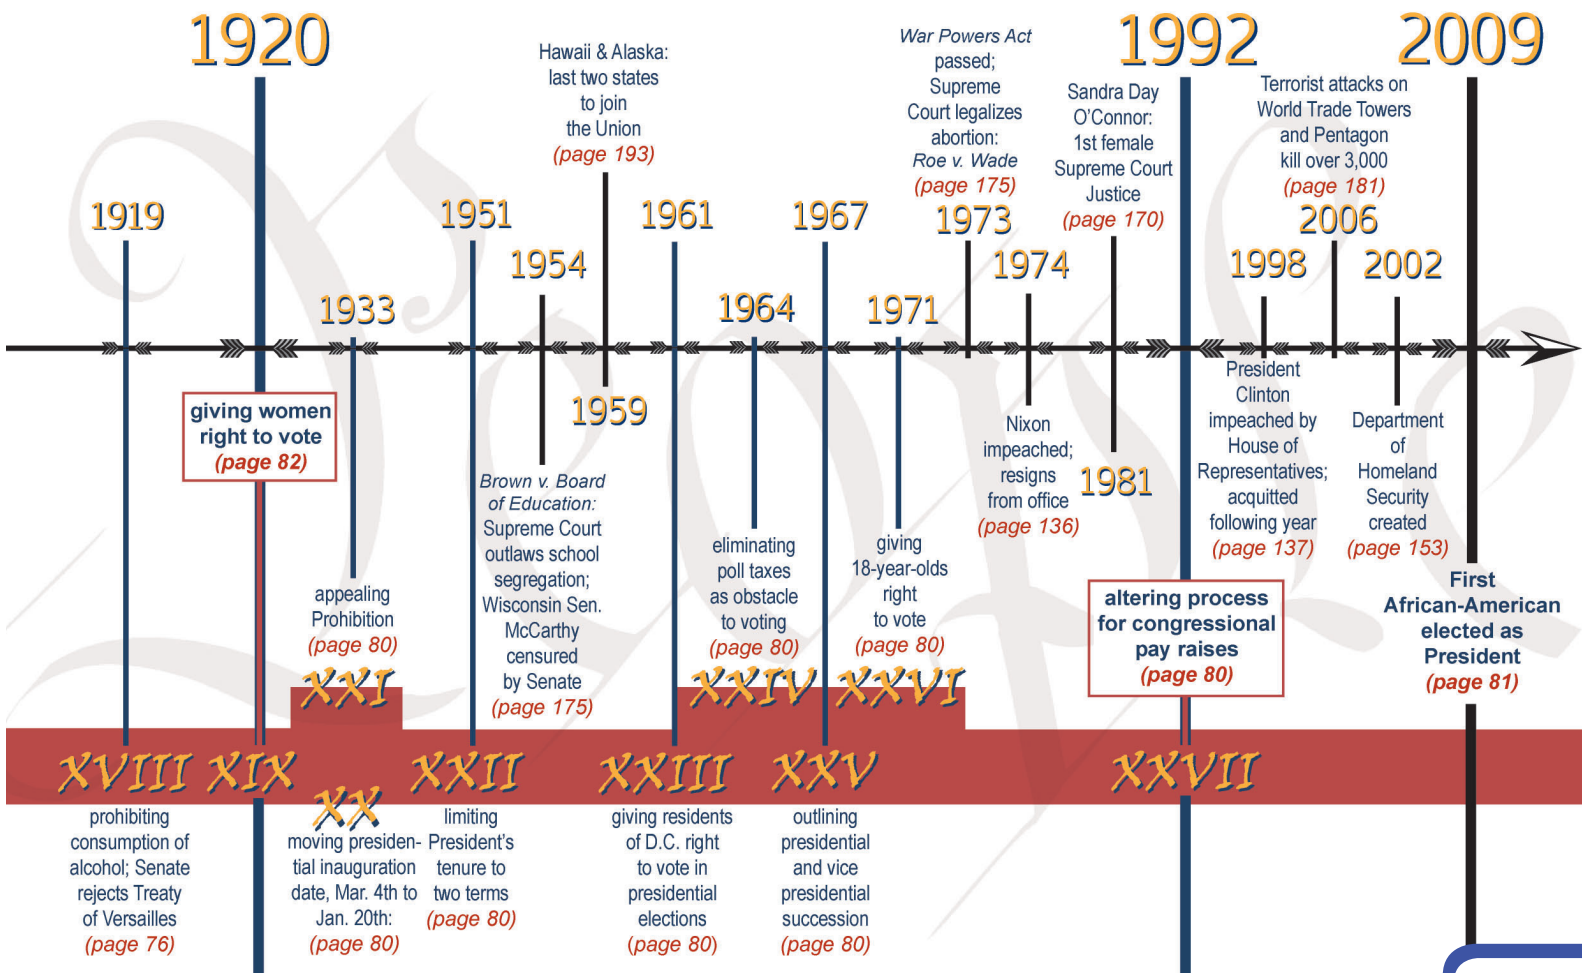 1920
Hawaii & Alaska:
last two states
to join
the Union
(page 193)
War Powers Act
passed;
Supreme
Court legalizes
abortion:
Roe v. Wade
(page 175)
Sandra Day
O'Connor:
1st female
Supreme Court
Justice
(page 170)
1992
Terrorist attacks on
World Trade Towers
and Pentagon
kill over 3,000
(page 181)
2009
1919
1933
1951
1954
1959
1961
1964
1967
1971
1973
1974
1981
1998
2006
2002
giving women
right to vote
(page 82)
appealing
Prohibition
(page 80)
Brown v. Board
of Education:
Supreme Court
outlaws school
segregation;
Wisconsin Sen.
McCarthy
censured
by Senate
(page 175)
eliminating
poll taxes
as obstacle
to voting
(page 80)
giving
18-year-olds
right
to vote
(page 80)
Nixon
impeached;
resigns
from office
(page 136)
altering process
for congressional
pay raises
(page 80)
President
Clinton
impeached by
House of
Representatives;
acquitted
following year
(page 137)
Department
of
Homeland
Security
created
(page 153)
First
African-American
elected as
President
(page 81)
XVIII
XIX
XXI
XX
XXII
XXIII
XXIV
XXV
XXVI
XXVII
prohibiting
consumption of
alcohol; Senate
rejects Treaty
of Versailles
(page 76)
moving presiden-
tial inauguration
date, Mar. 4th to
Jan. 20th:
(page 80)
limiting
President's
tenure to
two terms
(page 80)
giving residents
of D.C. right
to vote in
presidential
elections
(page 80)
outlining
presidential
and vice
presidential
succession
(page 80)
People